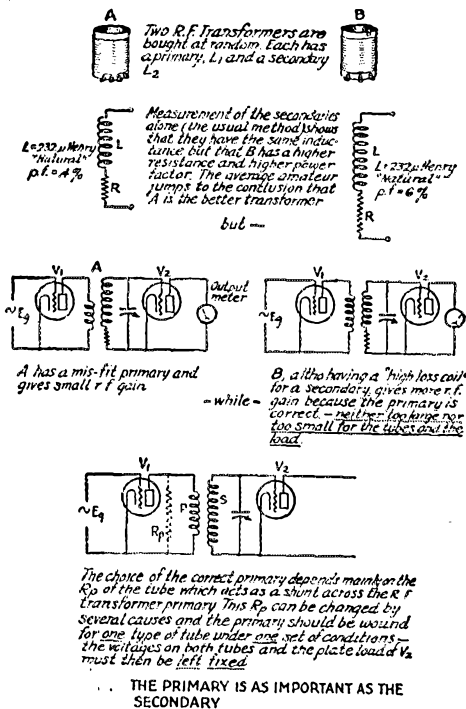 A
B
Two R.F. Transformers are
bought at random. Each has
a primary, L1 and a secondary
L2
L=232µHenry
"Natural"
p.f=4%
L
R
Measurement of the secondaries
alone (the usual method) shows
that they have the same induc-
tance but that B has a higher
resistance and higher power
factor. The average amateur
jumps to the conclusion that
A is the better transformer
but —
L
R
L=232µHenry
"Natural"
p.f=6%
V1
A
V2
Output
meter
~Eg
V1
V2
~Eg
A has a mis-fit primary and
gives small r f gain
- while -
B, altho having a "high loss coil"
for a secondary, gives more r.f.
gain because the primary is
correct. - neither too large nor
too small for the tubes and the
load.
V1
V2
~Eg
Rp
P
S
The choice of the correct primary depends mainly on the
Rp of the tube which acts as a shunt across the R F
transformer primary This Rp can be changed by
several causes and the primary should be wound
for one type of tube under one set of conditions -
the voltages on both tubes and the plate load of V2
must then be left fixed
THE PRIMARY IS AS IMPORTANT AS THE
SECONDARY